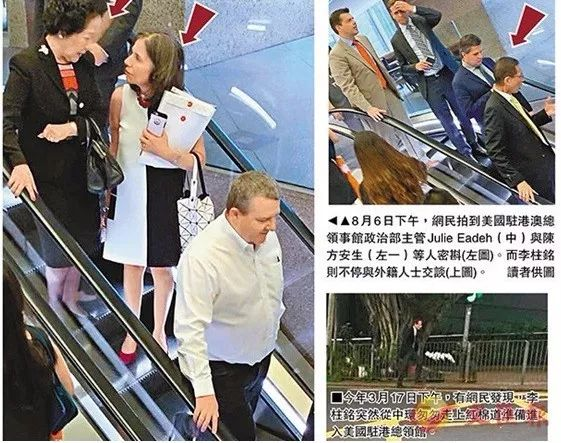 ◀▲8月6日下午，網民拍到美國駐港澳總
領事館政治部主管Julie Eadeh（中）與陳
方安生（左一）等人密斟(左圖)。而李柱銘
則不停與外籍人士交談(上圖)。 讀者供圖
■今年3月17日下午，有網民發現，李
柱銘突然從中環匆匆走上紅棉道準備進
入美國駐港總領館